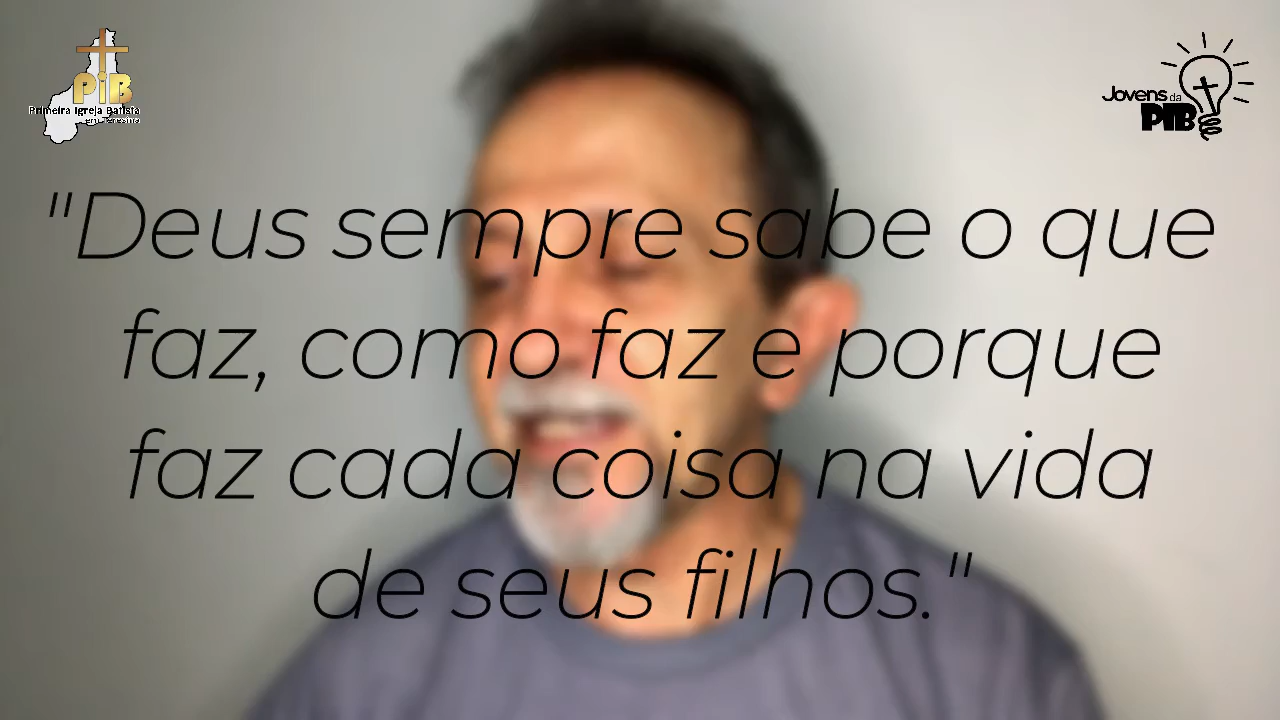 PiB
Primeira Igreja Batista
Jovens da
PIB
"Deus sempre sabe o que
faz, como faz e porque
faz cada coisa na vida
de seus filhos."